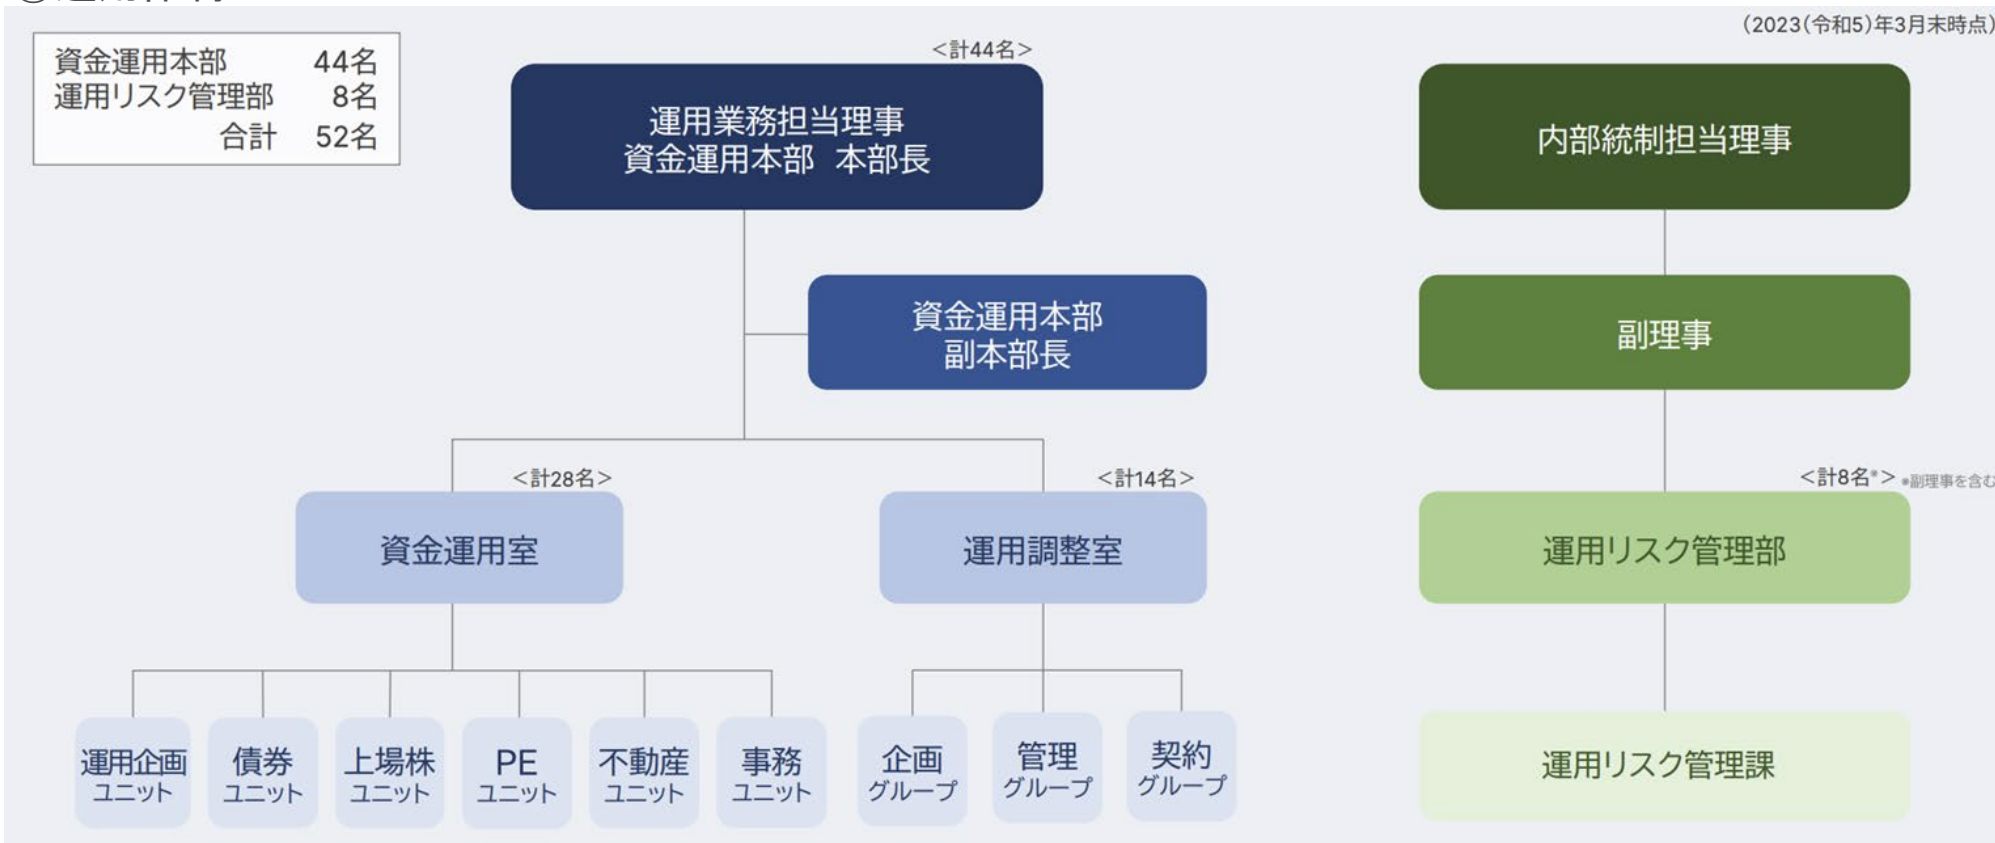 (2023(令和5)年3月末時点)
資金運用本部 44名
運用リスク管理部 8名
合計 52名
<計44名>
運用業務担当理事
資金運用本部 本部長
内部統制担当理事
資金運用本部
副本部長
副理事
<計28名>
<計14名>
<計8名*> *副理事を含む
資金運用室
運用調整室
運用リスク管理部
運用企画
ユニット
債券
ユニット
上場株
ユニット
PE
ユニット
不動産
ユニット
事務
ユニット
企画
グループ
管理
グループ
契約
グループ
運用リスク管理課